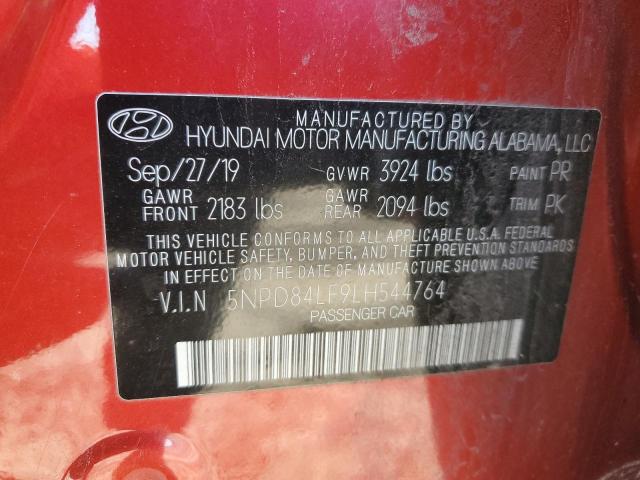 MANUFACTURED BY
HYUNDAI MOTOR MANUFACTURING ALABAMA, LLC
Sep/27/19 GVWR 3924 lbs PAINT PR
GAWR FRONT 2183 lbs GAWR REAR 2094 lbs TRIM PK
THIS VEHICLE CONFORMS TO ALL APPLICABLE U.S.A. FEDERAL
MOTOR VEHICLE SAFETY, BUMPER, AND THEFT PREVENTION STANDARDS
IN EFFECT ON THE DATE OF MANUFACTURE SHOWN ABOVE.
V.I.N 5NPD84LF9LH544764
PASSENGER CAR